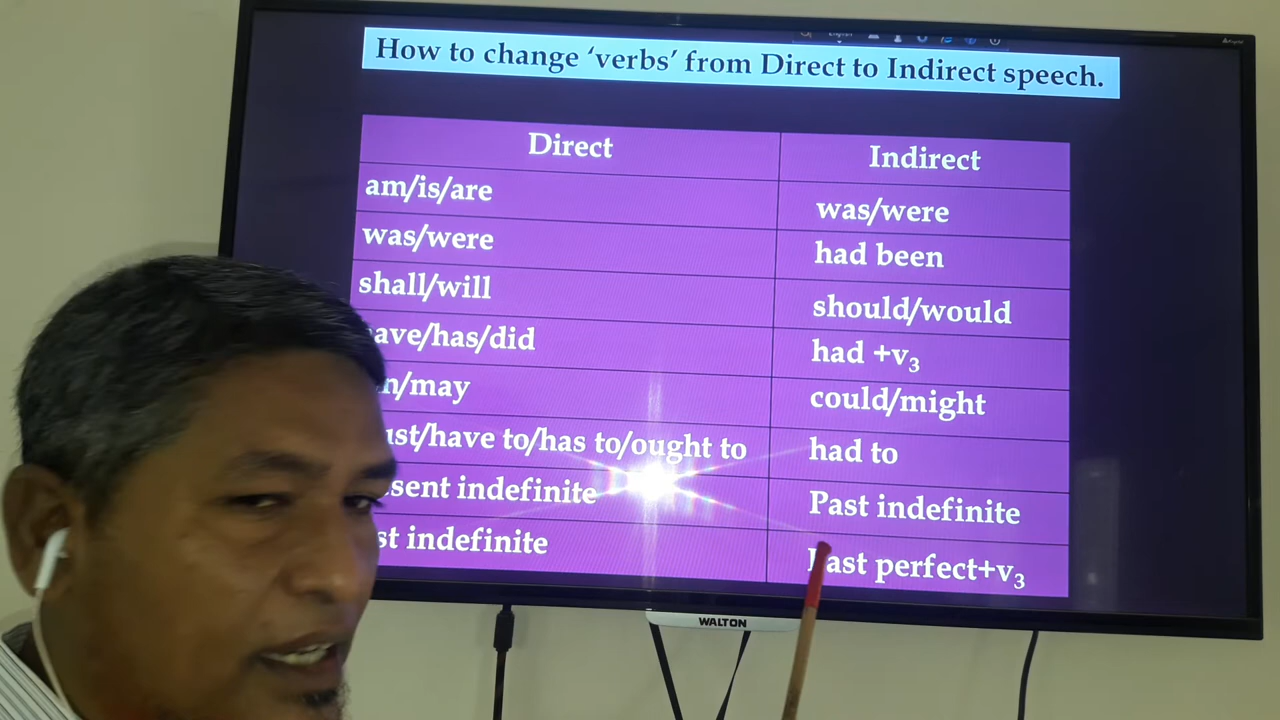 How to change ‘verbs’ from Direct to Indirect speech.
Direct Indirect
am/is/are was/were
was/were had been
shall/will should/would
ave/has/did had +v₃
n/may could/might
ust/have to/has to/ought to had to
sent indefinite Past indefinite
st indefinite Past perfect+v₃
WALTON